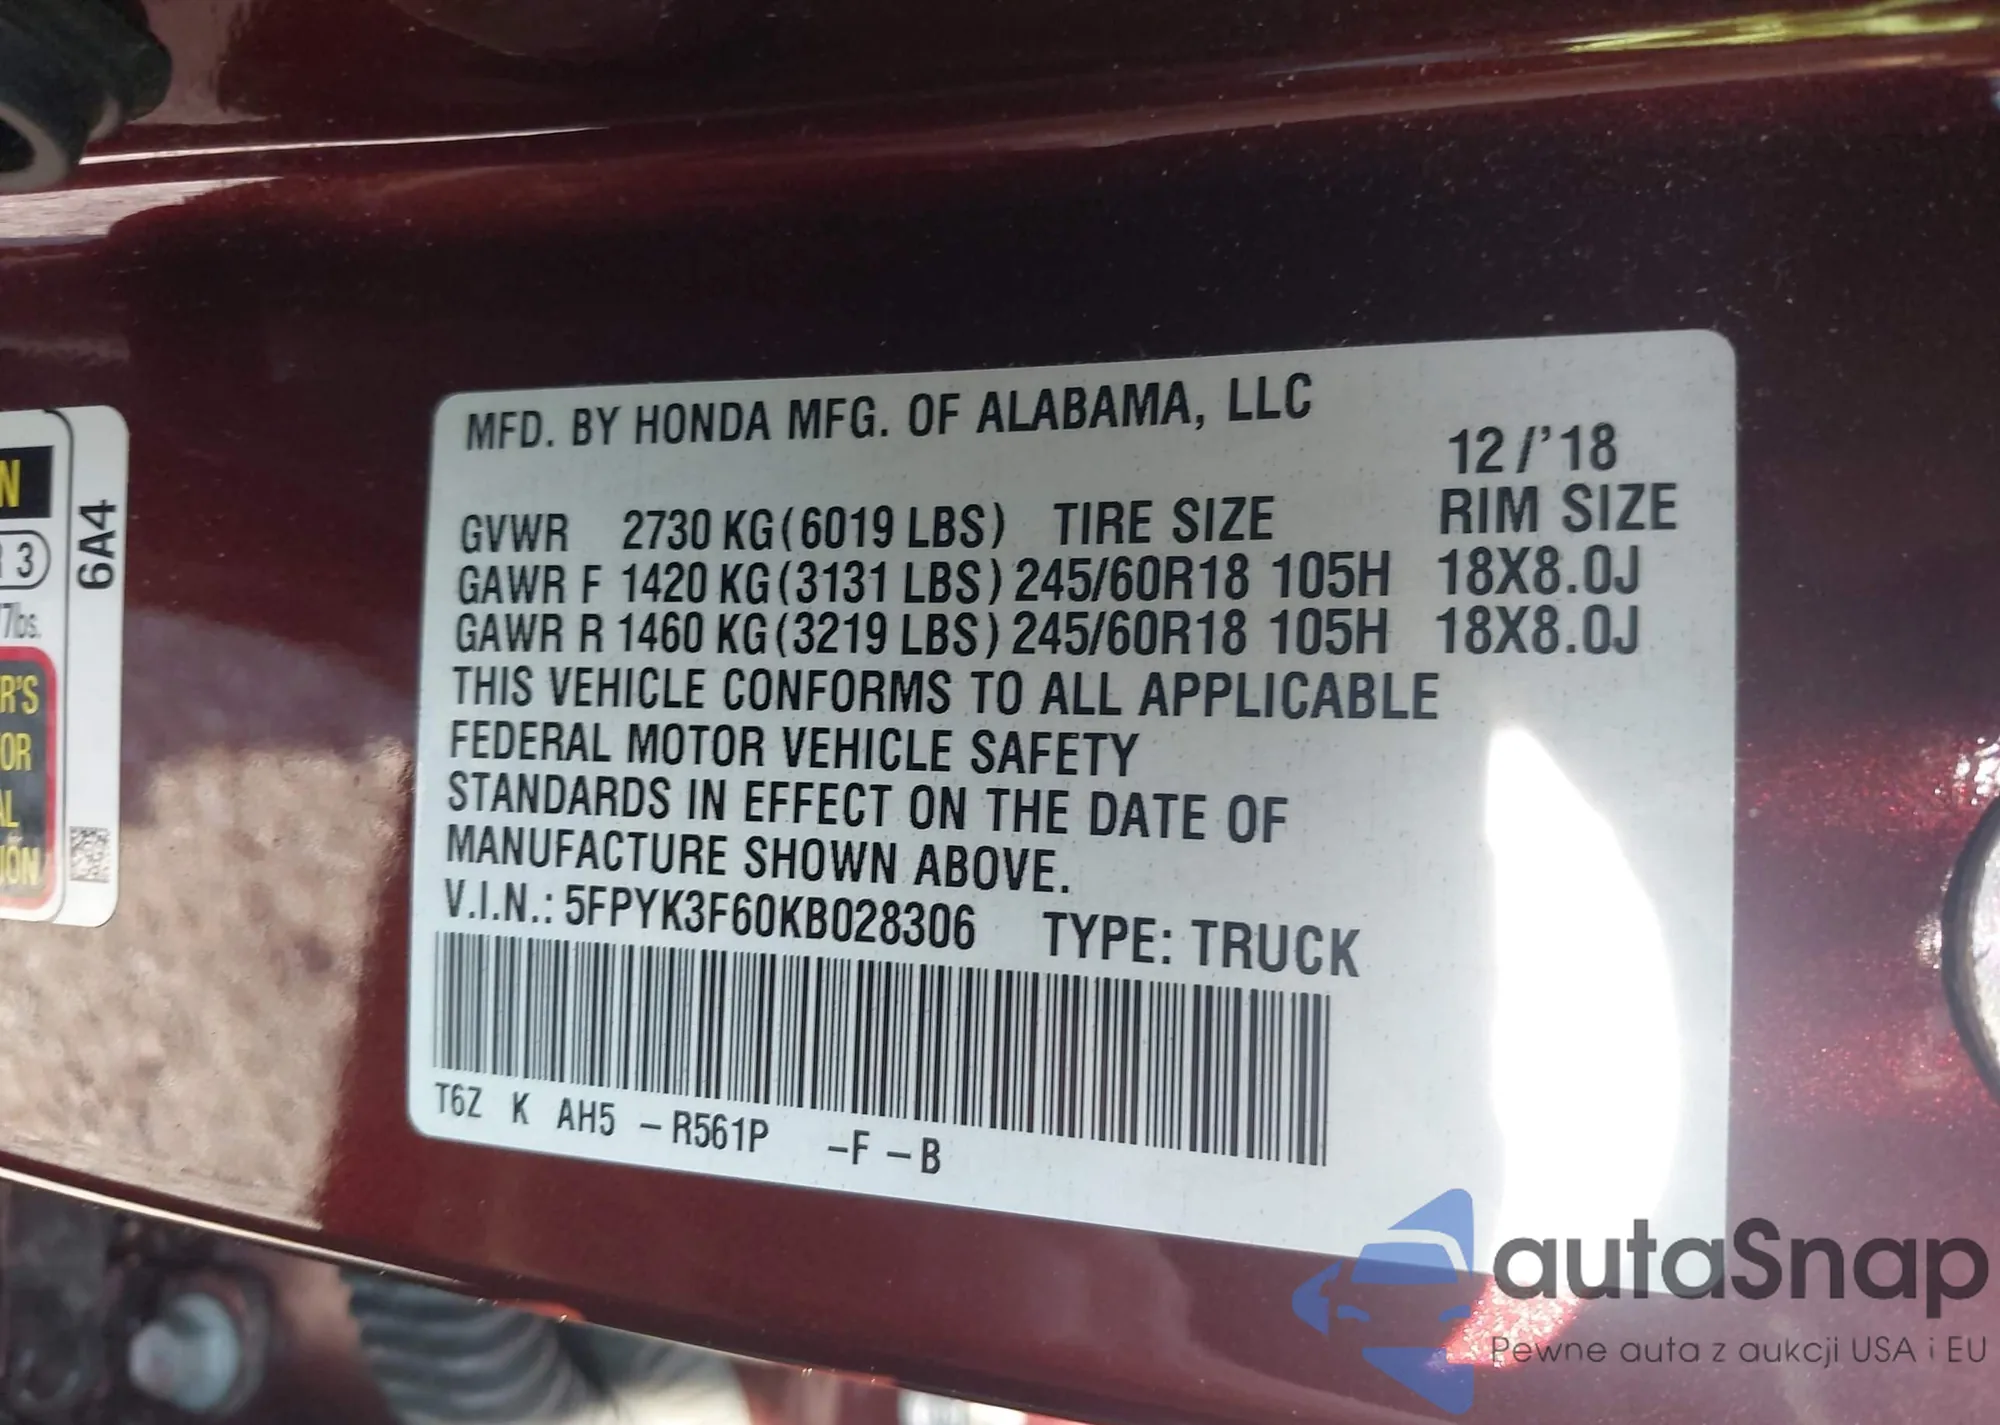 MFD. BY HONDA MFG. OF ALABAMA, LLC
12/'18
GVWR 2730 KG(6019 LBS) TIRE SIZE RIM SIZE
GAWR F 1420 KG(3131 LBS) 245/60R18 105H 18X8.0J
GAWR R 1460 KG(3219 LBS) 245/60R18 105H 18X8.0J
THIS VEHICLE CONFORMS TO ALL APPLICABLE
FEDERAL MOTOR VEHICLE SAFETY
STANDARDS IN EFFECT ON THE DATE OF
MANUFACTURE SHOWN ABOVE.
V.I.N.: 5FPYK3F60KB028306 TYPE: TRUCK
T6Z K AH5 -R561P -F -B
6A4
3
lbs.
autaSnap
Pewne auta z aukcji USA i EU